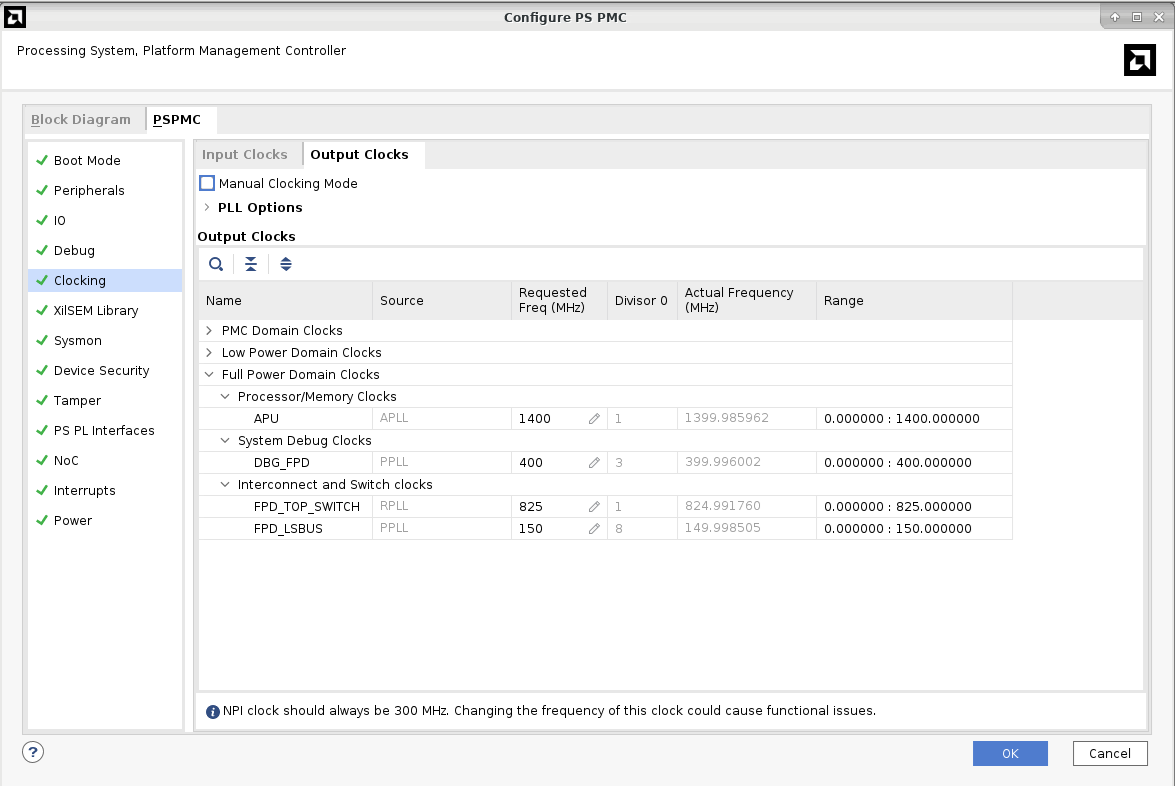 Configure PS PMC
Processing System, Platform Management Controller
Block Diagram PSPMC
Boot Mode
Peripherals
IO
Debug
Clocking
XilSEM Library
Sysmon
Device Security
Tamper
PS PL Interfaces
NoC
Interrupts
Power
Input Clocks Output Clocks
Manual Clocking Mode
PLL Options
Output Clocks
Name Source Requested Freq (MHz) Divisor 0 Actual Frequency (MHz) Range
PMC Domain Clocks
Low Power Domain Clocks
Full Power Domain Clocks
Processor/Memory Clocks
APU APLL 1400 1 1399.985962 0.000000 : 1400.000000
System Debug Clocks
DBG_FPD PPLL 400 3 399.996002 0.000000 : 400.000000
Interconnect and Switch clocks
FPD_TOP_SWITCH RPLL 825 1 824.991760 0.000000 : 825.000000
FPD_LSBUS PPLL 150 8 149.998505 0.000000 : 150.000000
NPI clock should always be 300 MHz. Changing the frequency of this clock could cause functional issues.
? OK Cancel